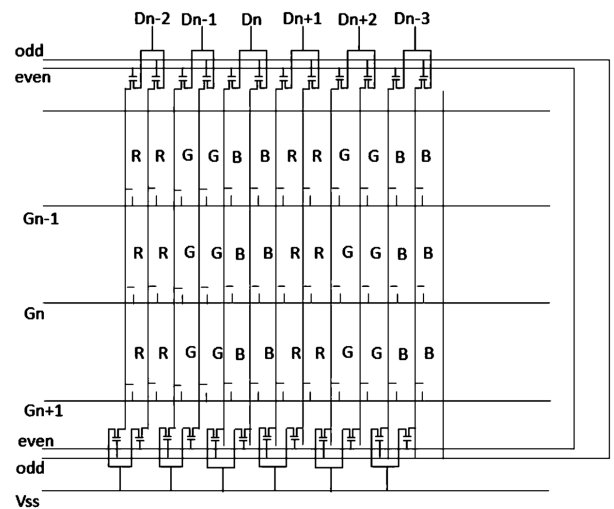 Dn-2 Dn-1 Dn Dn+1 Dn+2 Dn-3
odd
even
R R G G B B R R G G B B
Gn-1
R R G G B B R R G G B B
Gn
R R G G B B R R G G B B
Gn+1
even
odd
Vss